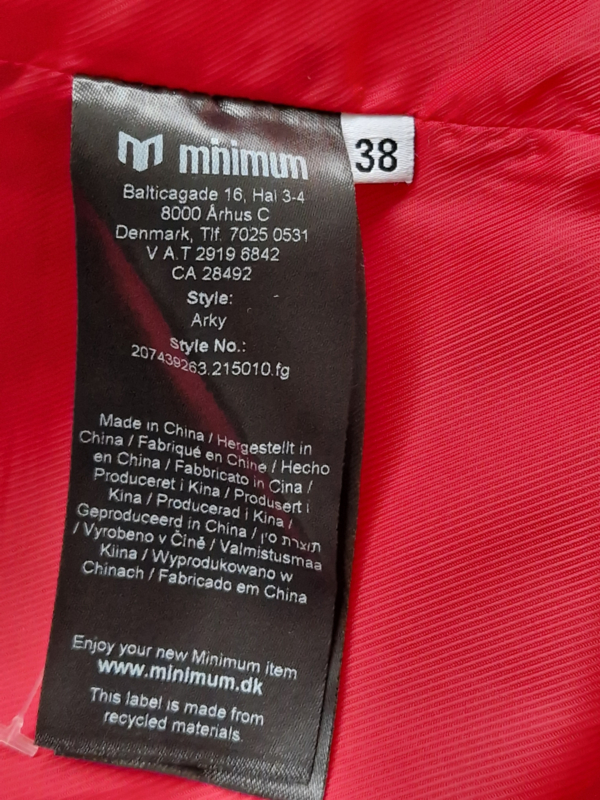 minimum
38
Balticagade 16, Hal 3-4
8000 Århus C
Denmark, Tlf. 7025 0531
V A.T 2919 6842
CA 28492
Style:
Arky
Style No.:
207439263.215010.fg
Made in China / Hergestellt in
China / Fabriqué en Chine / Hecho
en China / Fabbricato in Cina /
Produceret i Kina / Produsert i
Kina / Producerad i Kina /
Geproduceerd in China / תוצרת סין
/ Vyrobeno v Čině / Valmistusmaa
Kiina / Wyprodukowano w
Chinach / Fabricado em China
Enjoy your new Minimum item
www.minimum.dk
This label is made from
recycled materials.